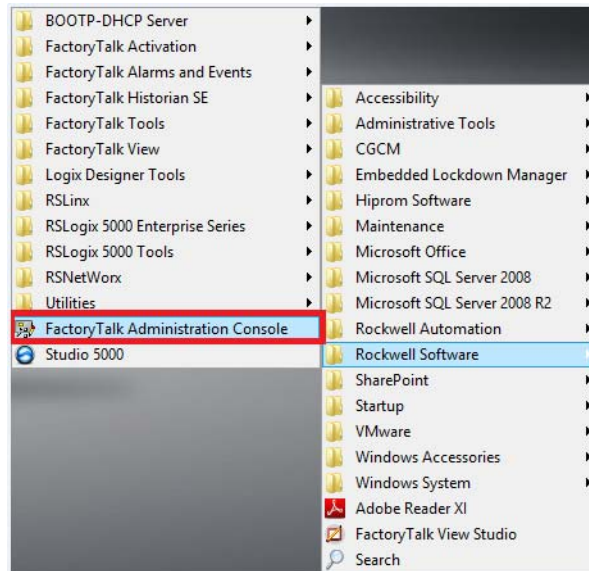 BOOTP-DHCP Server
FactoryTalk Activation
FactoryTalk Alarms and Events
FactoryTalk Historian SE
FactoryTalk Tools
FactoryTalk View
Logix Designer Tools
RSLinx
RSLogix 5000 Enterprise Series
RSLogix 5000 Tools
RSNetWorx
Utilities
FactoryTalk Administration Console
Studio 5000
Accessibility
Administrative Tools
CGCM
Embedded Lockdown Manager
Hiprom Software
Maintenance
Microsoft Office
Microsoft SQL Server 2008
Microsoft SQL Server 2008 R2
Rockwell Automation
Rockwell Software
SharePoint
Startup
VMware
Windows Accessories
Windows System
Adobe Reader XI
FactoryTalk View Studio
Search